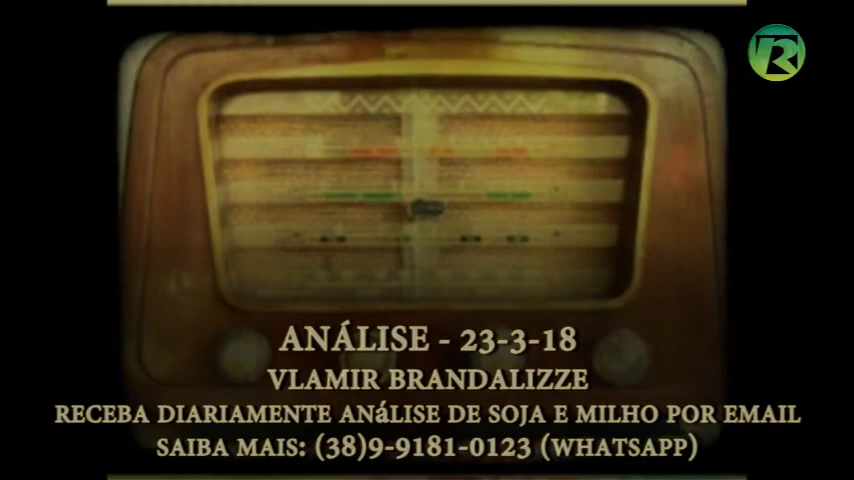 R
ANÁLISE - 23-3-18
VLAMIR BRANDALIZZE
RECEBA DIARIAMENTE ANáLISE DE SOJA E MILHO POR EMAIL
SAIBA MAIS: (38)9-9181-0123 (WHATSAPP)